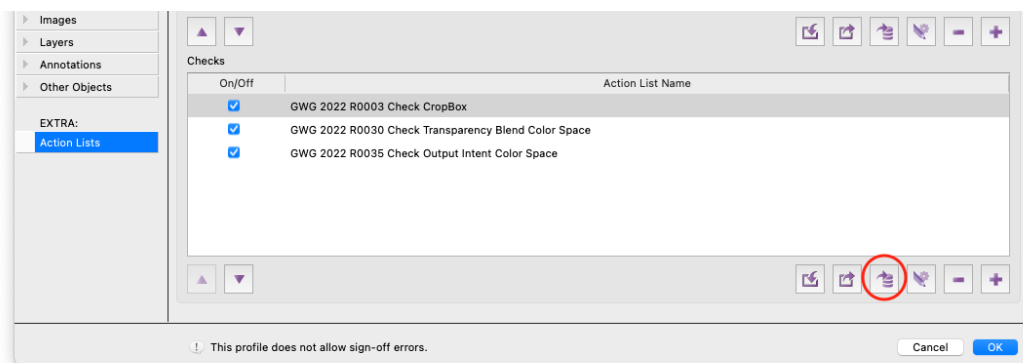 Images
Layers
Annotations
Other Objects
EXTRA:
Action Lists
Checks
On/Off Action List Name
GWG 2022 R0003 Check CropBox
GWG 2022 R0030 Check Transparency Blend Color Space
GWG 2022 R0035 Check Output Intent Color Space
! This profile does not allow sign-off errors.
Cancel OK